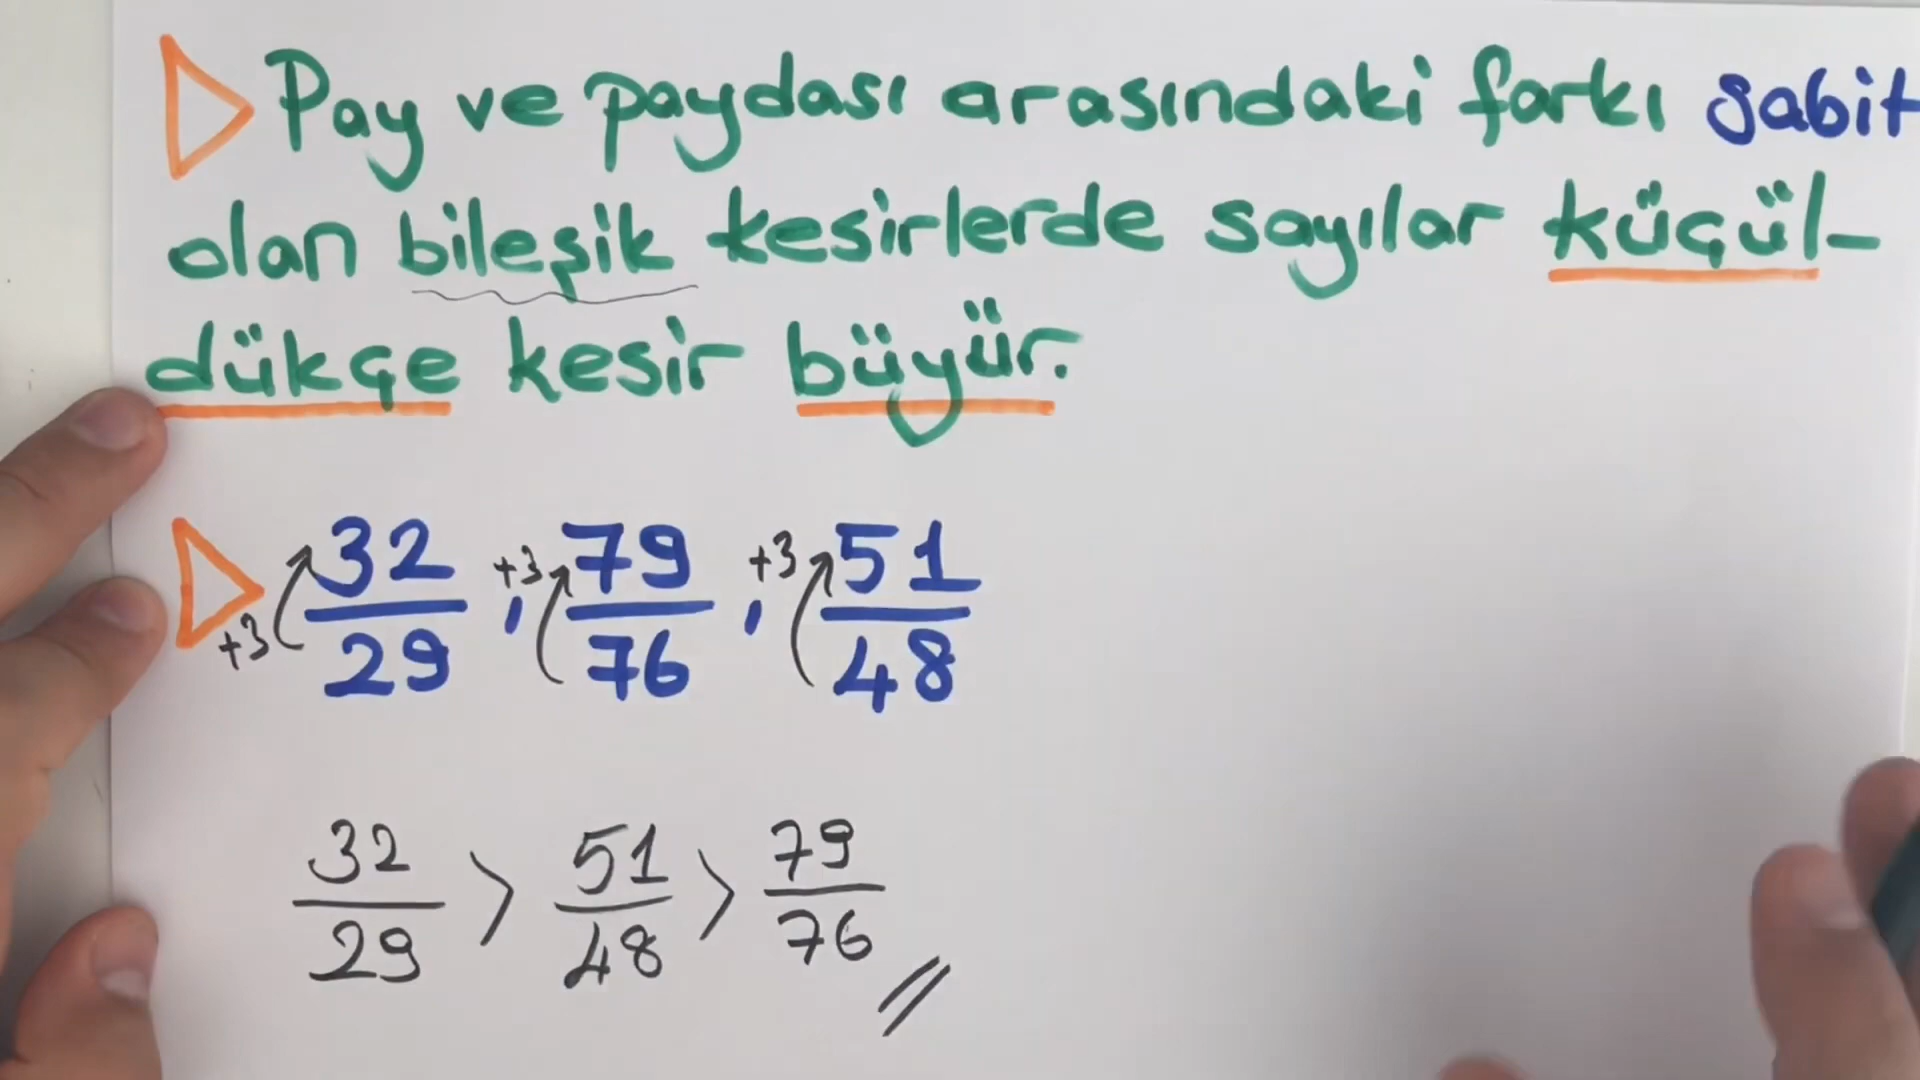 Pay ve paydası arasındaki farkı sabit
olan bileşik kesirlerde sayılar küçül-
dükçe kesir büyür.
+3 32/29 , +3 79/76 , +3 51/48
32/29 > 51/48 > 79/76 //